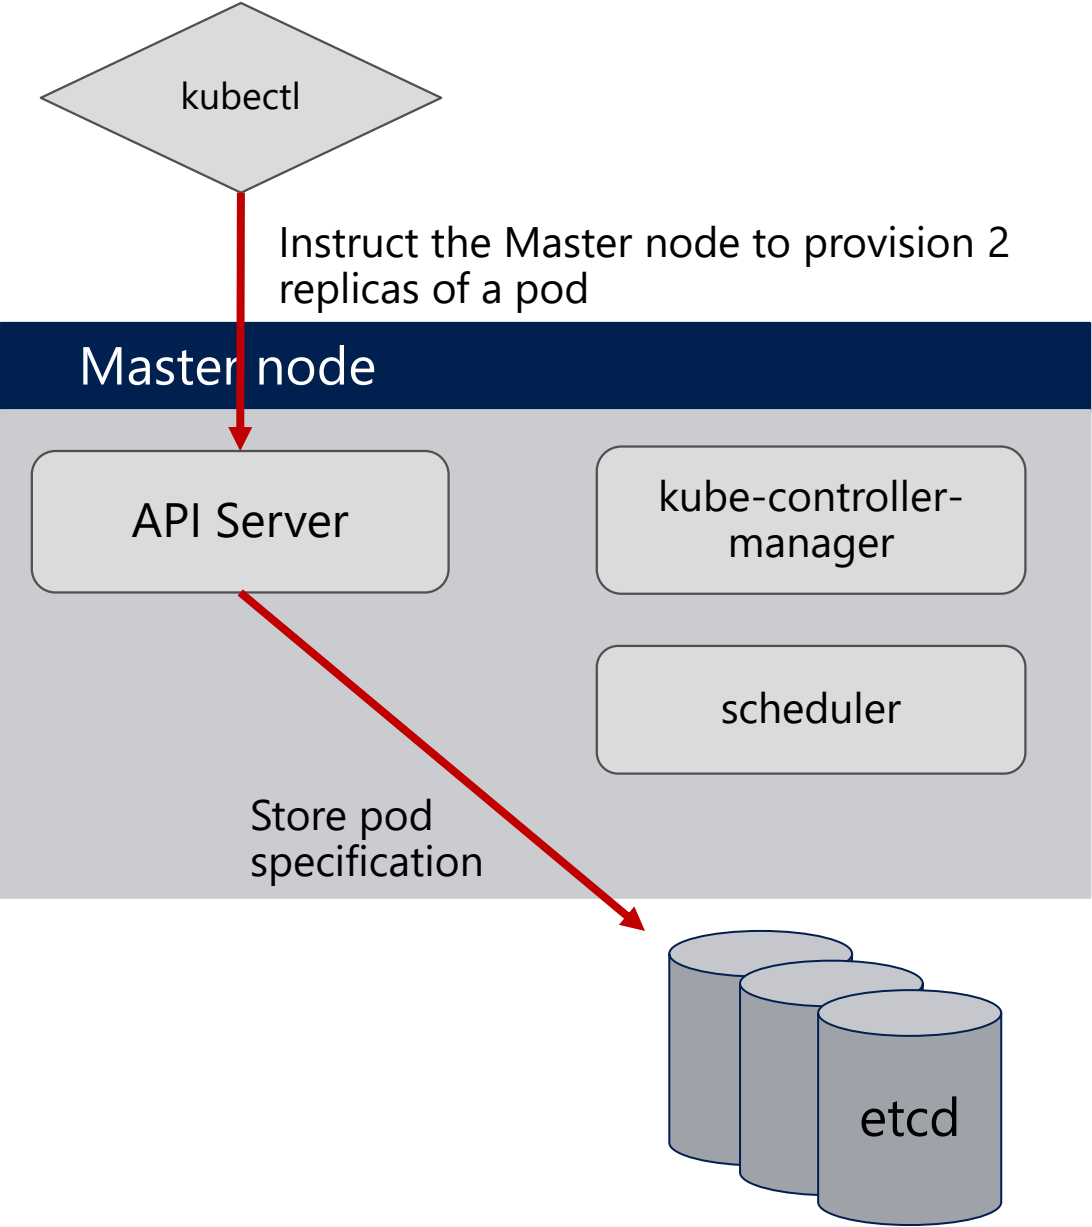 kubectl
Instruct the Master node to provision 2
replicas of a pod
Master node
API Server
kube-controller-
manager
scheduler
Store pod
specification
etcd